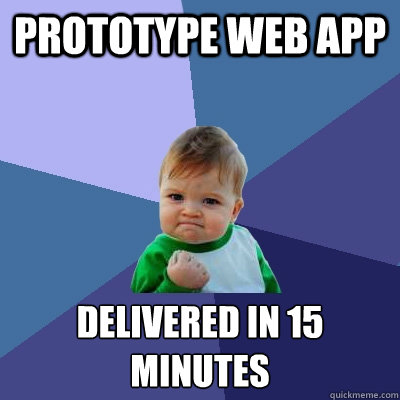 PROTOTYPE WEB APP
DELIVERED IN 15
MINUTES
quickmeme.com